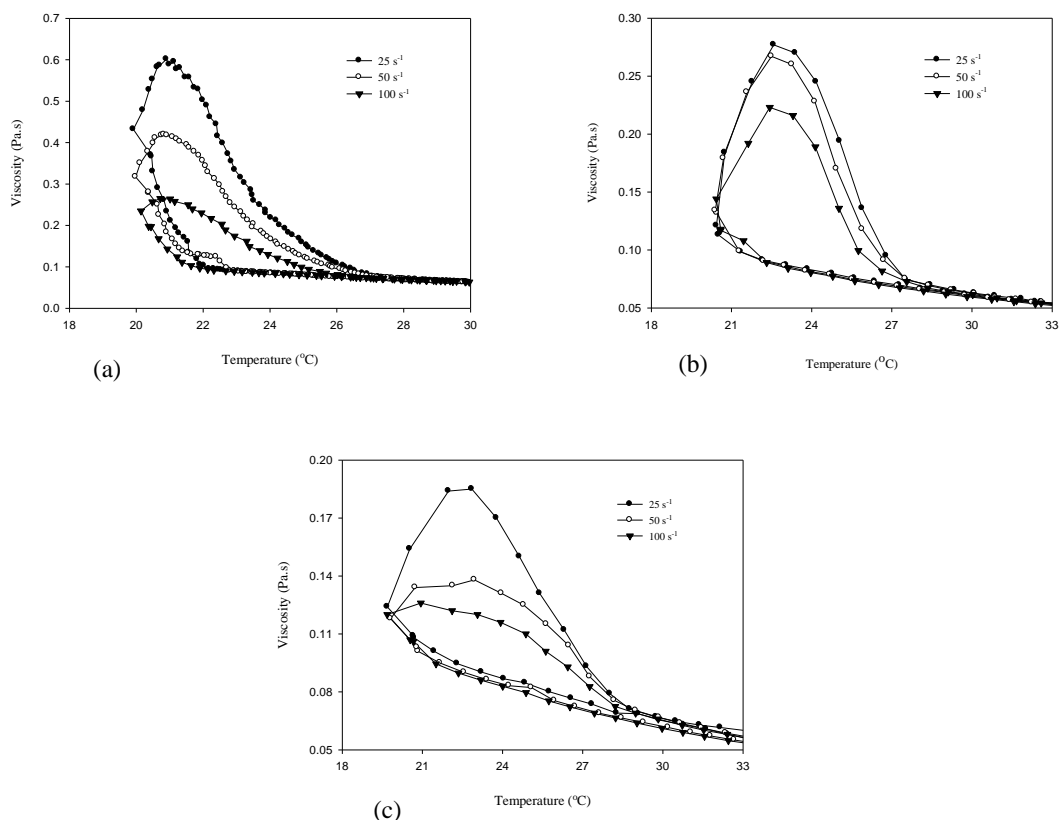 0.7
0.6
0.5
0.4
0.3
0.2
0.1
0.0
Viscosity (Pa.s)
25 s⁻¹
50 s⁻¹
100 s⁻¹
18 20 22 24 26 28 30
Temperature (°C)
(a)
0.30
0.25
0.20
0.15
0.10
0.05
Viscosity (Pa.s)
25 s⁻¹
50 s⁻¹
100 s⁻¹
18 21 24 27 30 33
Temperature (°C)
(b)
0.20
0.17
0.14
0.11
0.08
0.05
Viscosity (Pa.s)
25 s⁻¹
50 s⁻¹
100 s⁻¹
18 21 24 27 30 33
Temperature (°C)
(c)